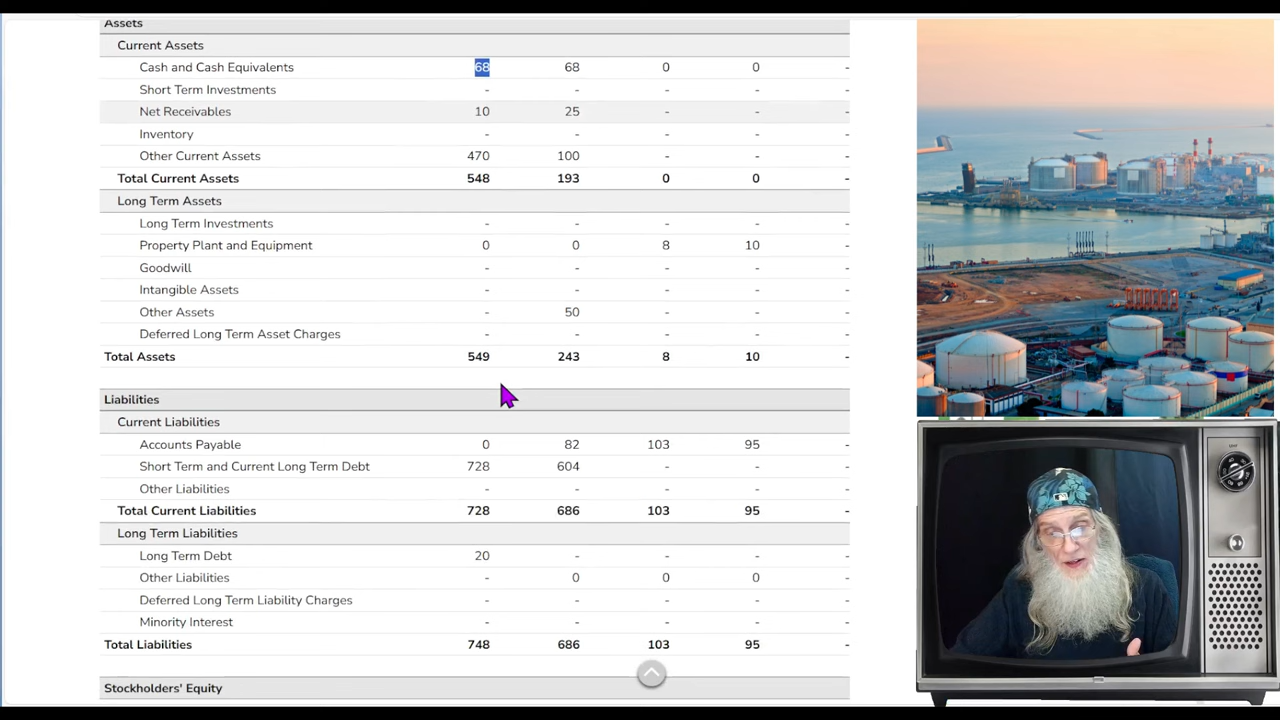 Assets
Current Assets
Cash and Cash Equivalents 68 68 0 0 -
Short Term Investments - - - - -
Net Receivables 10 25 - - -
Inventory - - - - -
Other Current Assets 470 100 - - -
Total Current Assets 548 193 0 0 -
Long Term Assets
Long Term Investments - - - - -
Property Plant and Equipment 0 0 8 10 -
Goodwill - - - - -
Intangible Assets - - - - -
Other Assets - 50 - - -
Deferred Long Term Asset Charges - - - - -
Total Assets 549 243 8 10 -
Liabilities
Current Liabilities
Accounts Payable 0 82 103 95 -
Short Term and Current Long Term Debt 728 604 - - -
Other Liabilities - - - - -
Total Current Liabilities 728 686 103 95 -
Long Term Liabilities
Long Term Debt 20 - - - -
Other Liabilities - 0 0 0 -
Deferred Long Term Liability Charges - - - - -
Minority Interest - - - - -
Total Liabilities 748 686 103 95 -
Stockholders' Equity